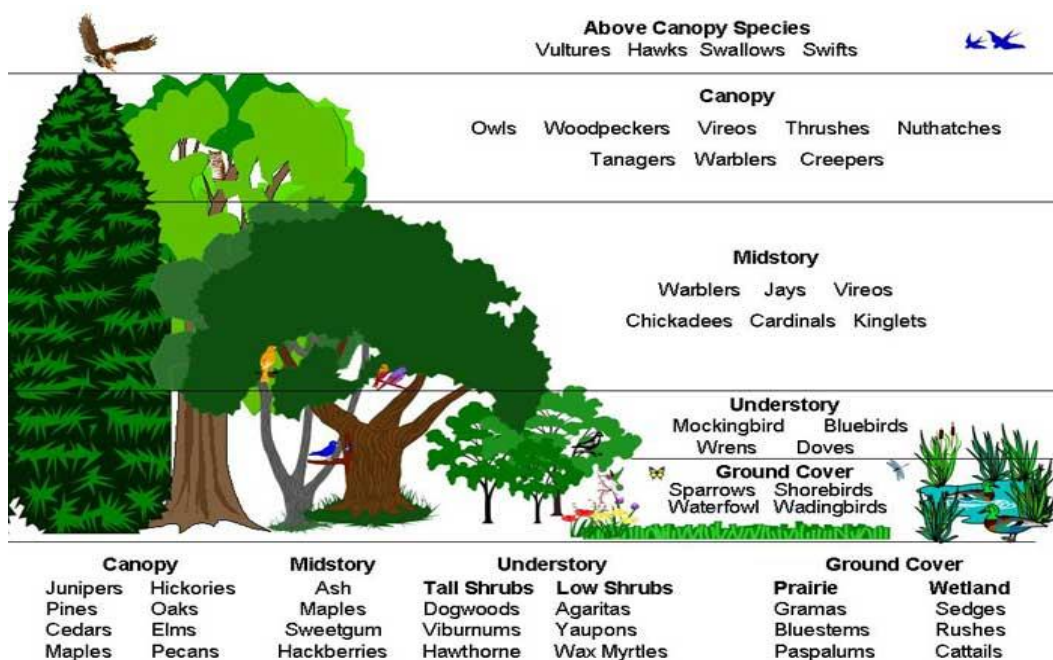 Above Canopy Species
Vultures Hawks Swallows Swifts
Canopy
Owls Woodpeckers Vireos Thrushes Nuthatches
Tanagers Warblers Creepers
Midstory
Warblers Jays Vireos
Chickadees Cardinals Kinglets
Understory
Mockingbird Bluebirds
Wrens Doves
Ground Cover
Sparrows Shorebirds
Waterfowl Wadingbirds
Canopy Midstory Understory Ground Cover
Junipers Hickories Ash Tall Shrubs Low Shrubs Prairie Wetland
Pines Oaks Maples Dogwoods Agaritas Gramas Sedges
Cedars Elms Sweetgum Viburnums Yaupons Bluestems Rushes
Maples Pecans Hackberries Hawthorne Wax Myrtles Paspalums Cattails